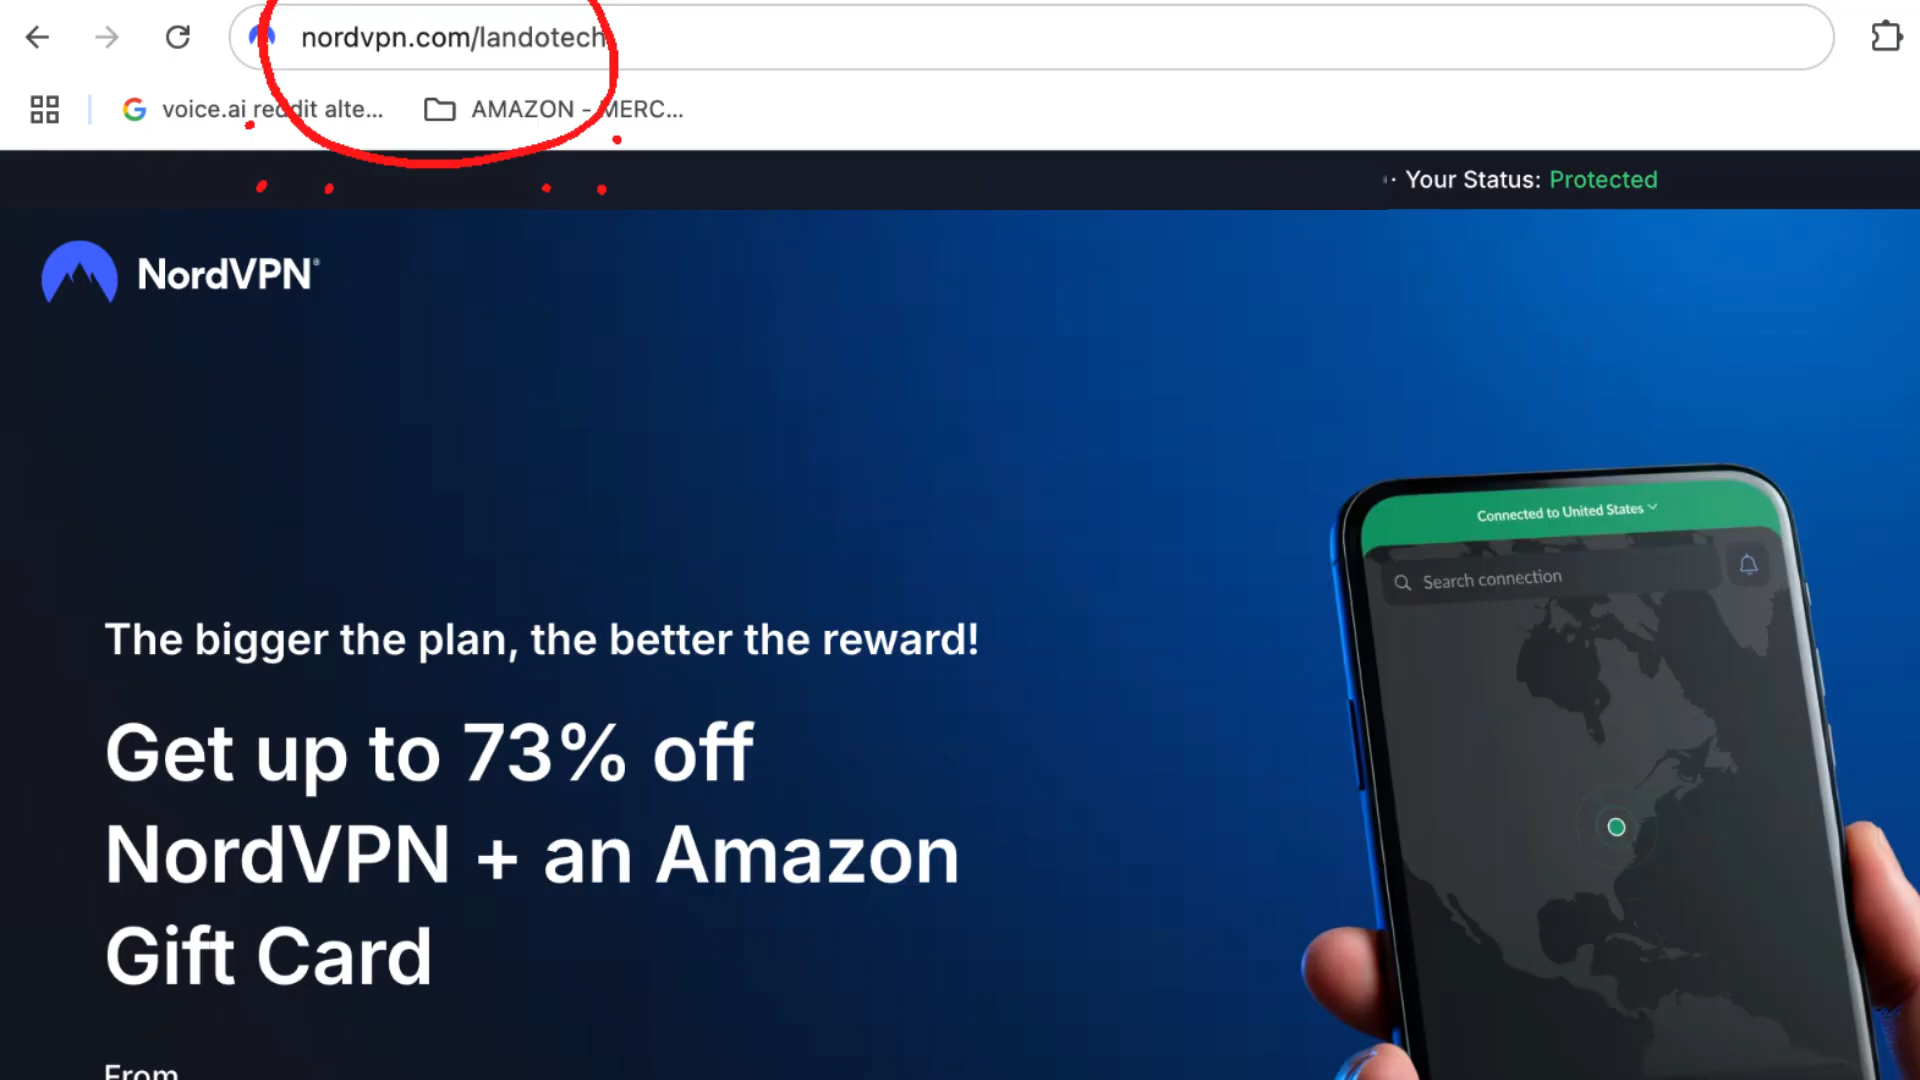 nordvpn.com/landotech
voice.ai reddit alte...
AMAZON - MERC...
Your Status: Protected
NordVPN®
Connected to United States
Search connection
The bigger the plan, the better the reward!
Get up to 73% off
NordVPN + an Amazon
Gift Card
From